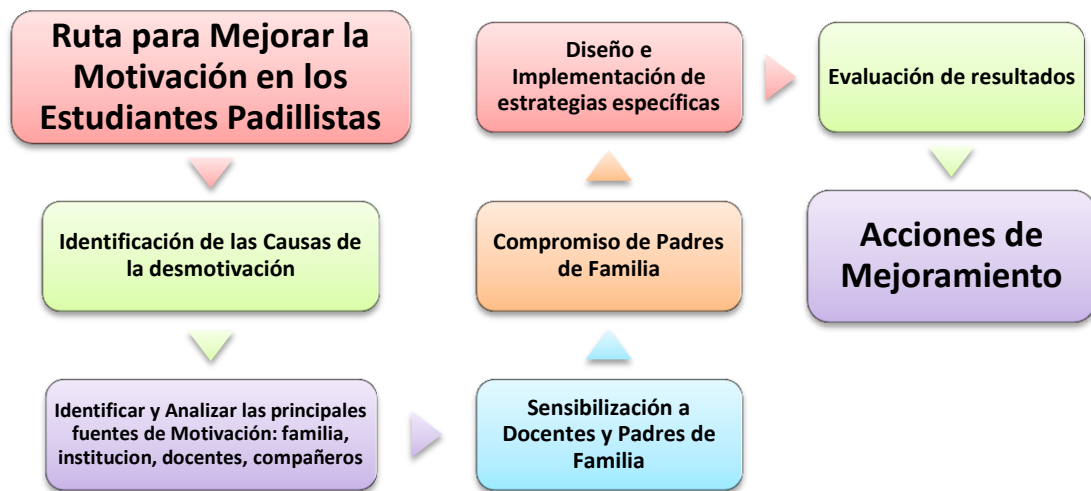 Ruta para Mejorar la
Motivación en los
Estudiantes Padillistas
Identificación de las Causas de
la desmotivación
Identificar y Analizar las principales
fuentes de Motivación: familia,
institucion, docentes, compañeros
Sensibilización a
Docentes y Padres de
Familia
Compromiso de Padres
de Familia
Diseño e
Implementación de
estrategias específicas
Evaluación de resultados
Acciones de
Mejoramiento